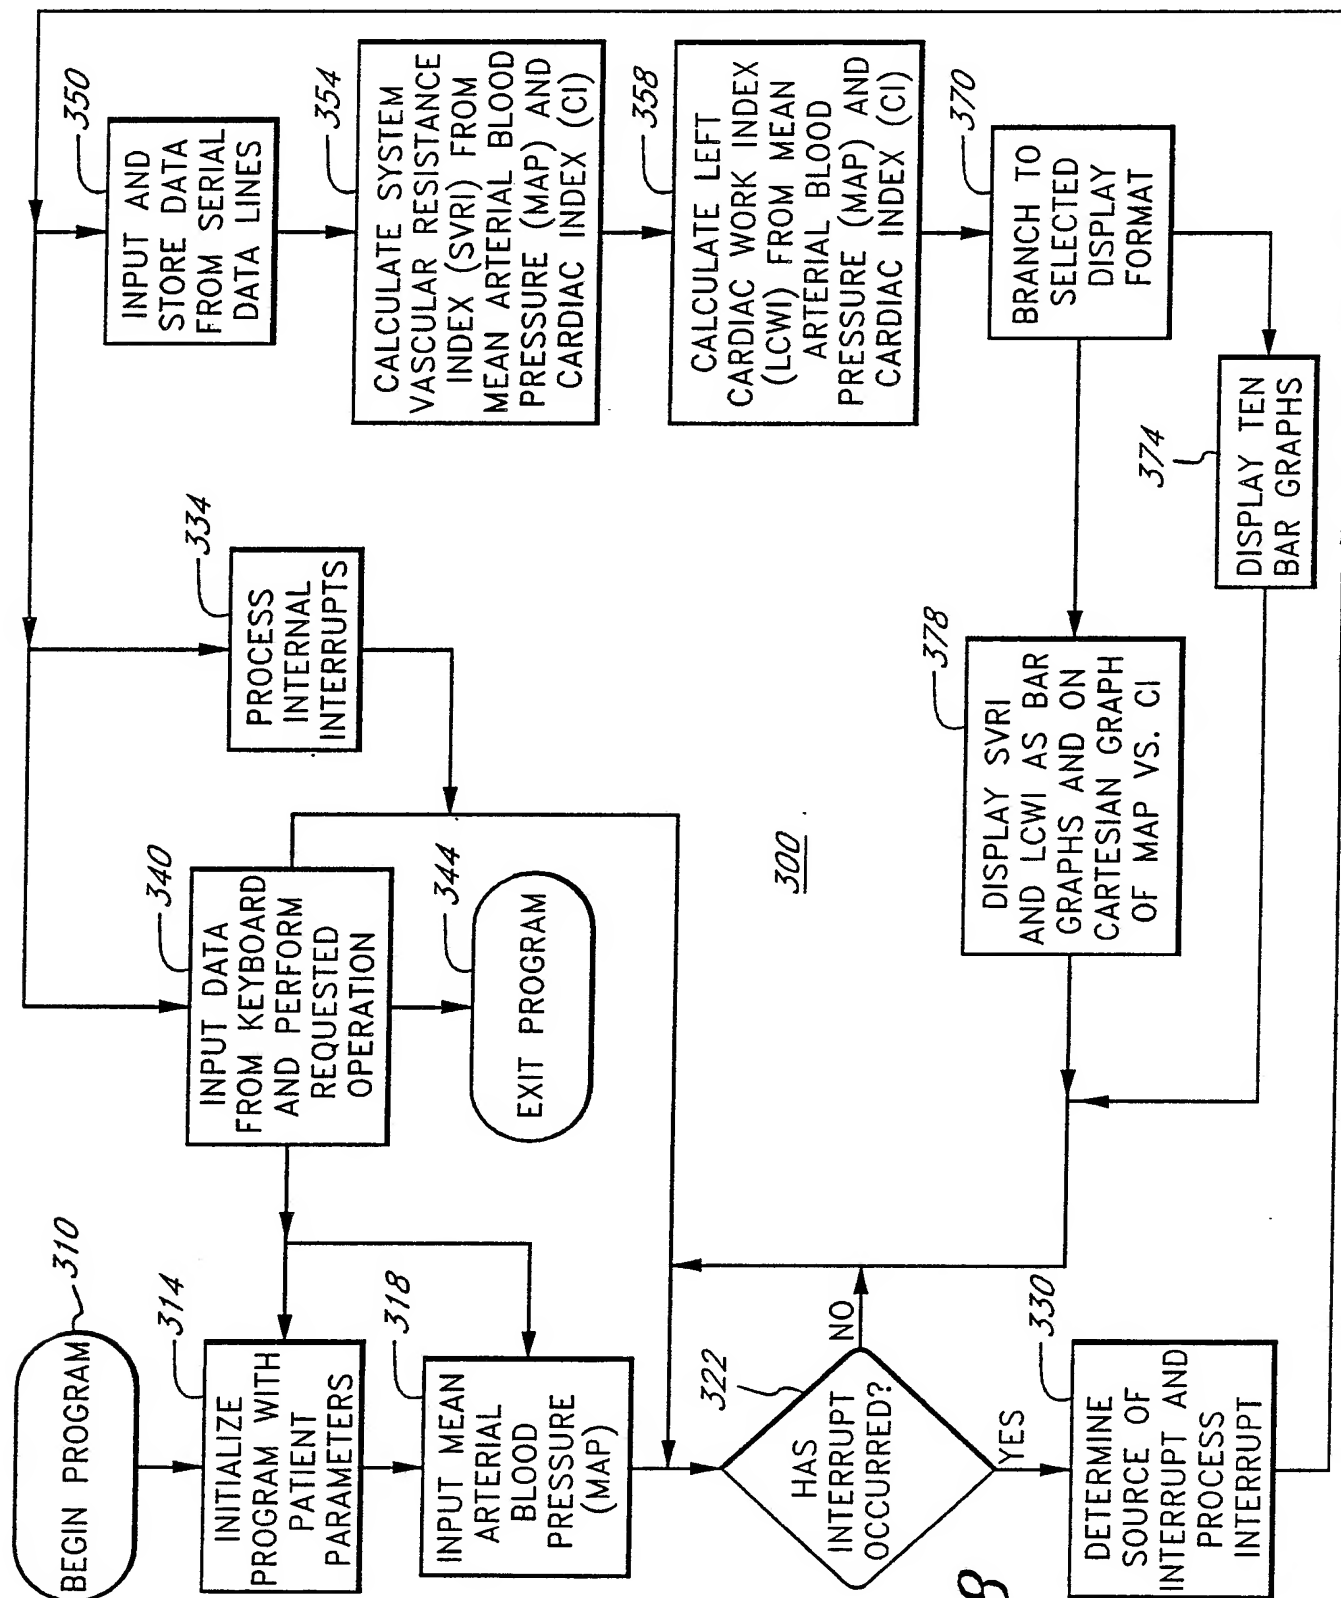 BEGIN PROGRAM
310
INITIALIZE
PROGRAM WITH
PATIENT
PARAMETERS
314
INPUT MEAN
ARTERIAL
BLOOD
PRESSURE
(MAP)
318
HAS
INTERRUPT
OCCURRED?
322
NO
YES
DETERMINE
SOURCE OF
INTERRUPT AND
PROCESS
INTERRUPT
330
INPUT DATA
FROM KEYBOARD
AND PERFORM
REQUESTED
OPERATION
340
EXIT PROGRAM
344
PROCESS
INTERNAL
INTERRUPTS
334
300
INPUT AND
STORE DATA
FROM SERIAL
DATA LINES
350
CALCULATE SYSTEM
VASCULAR RESISTANCE
INDEX (SVRI) FROM
MEAN ARTERIAL BLOOD
PRESSURE (MAP) AND
CARDIAC INDEX (CI)
354
CALCULATE LEFT
CARDIAC WORK INDEX
(LCWI) FROM MEAN
ARTERIAL BLOOD
PRESSURE (MAP) AND
CARDIAC INDEX (CI)
358
BRANCH TO
SELECTED
DISPLAY
FORMAT
370
DISPLAY SVRI
AND LCWI AS BAR
GRAPHS AND ON
CARTESIAN GRAPH
OF MAP VS. CI
378
DISPLAY TEN
BAR GRAPHS
374
8